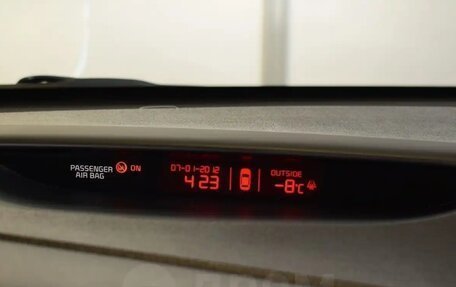 PASSENGER
AIR BAG
ON
07-01-2012
4 23
OUTSIDE
-8°C